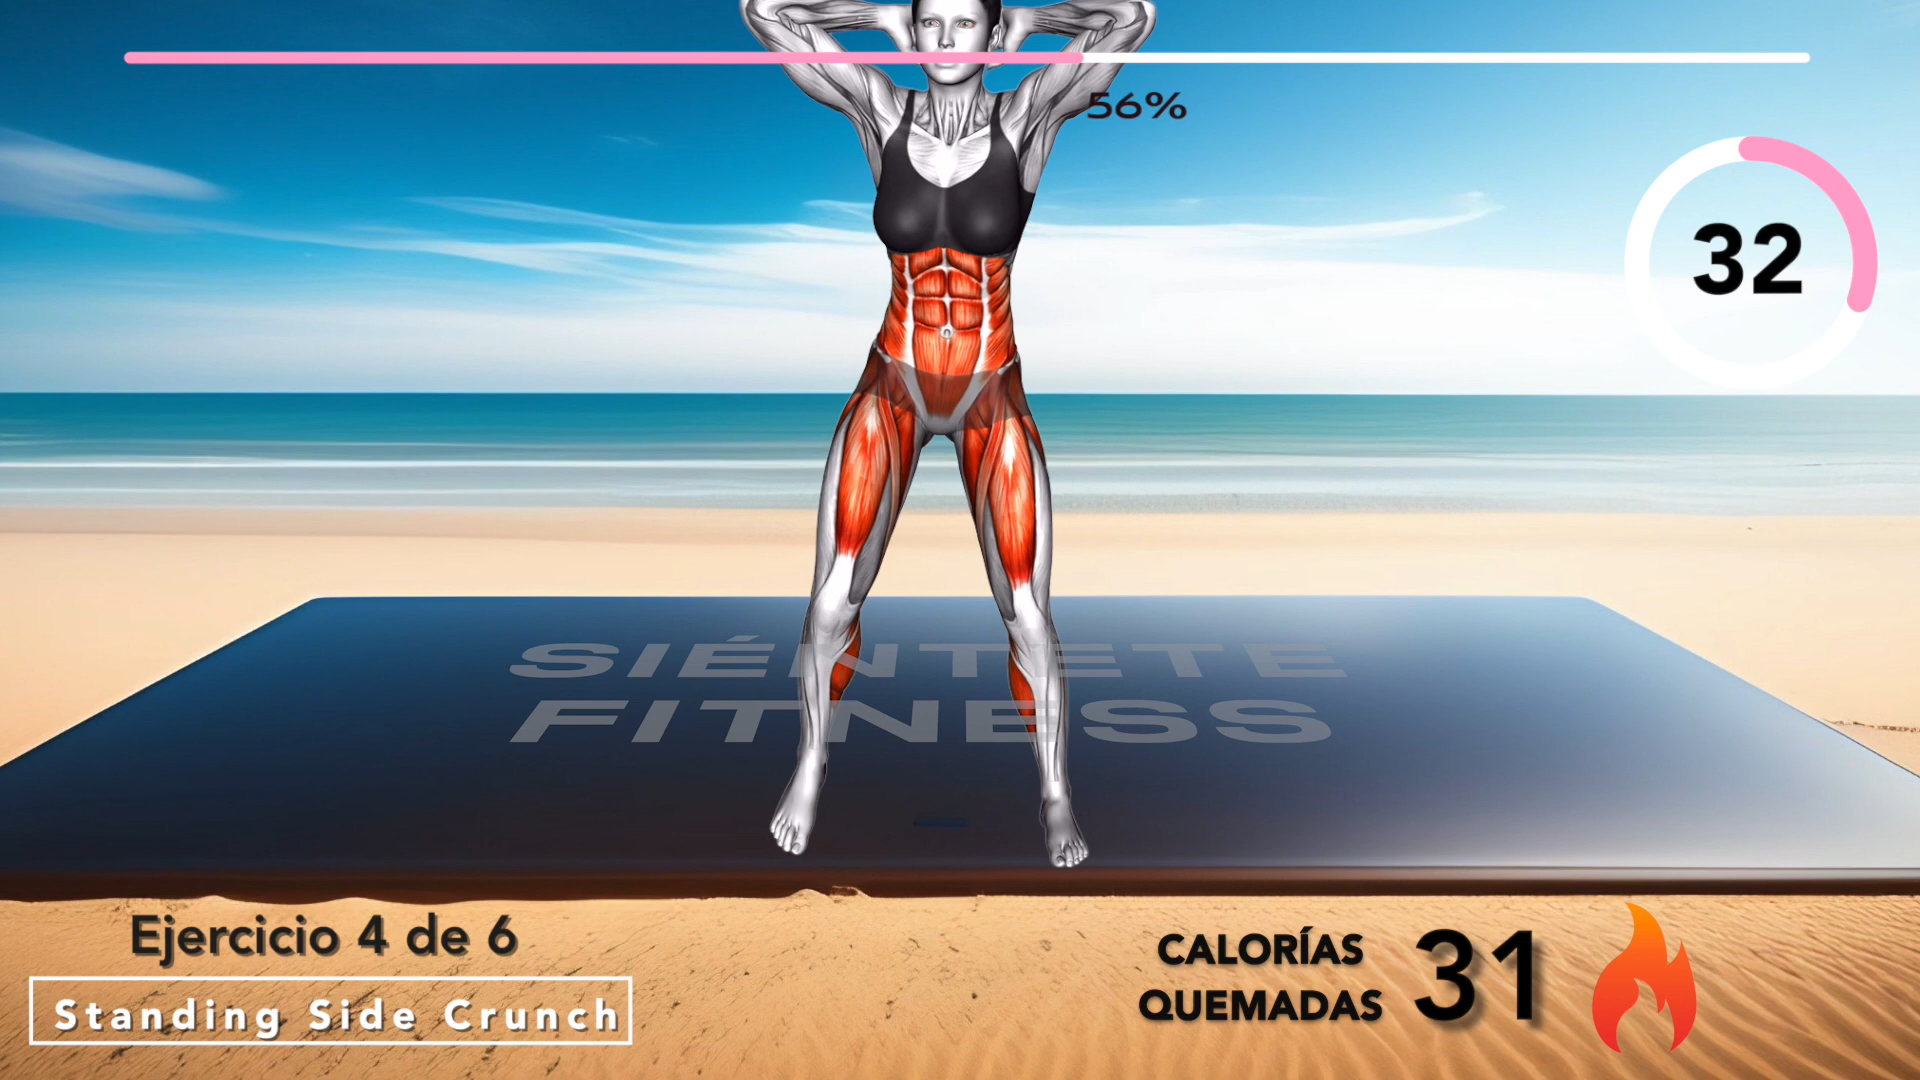 56%
32
SIÉNTETE
FITNESS
Ejercicio 4 de 6
Standing Side Crunch
CALORÍAS
QUEMADAS
31